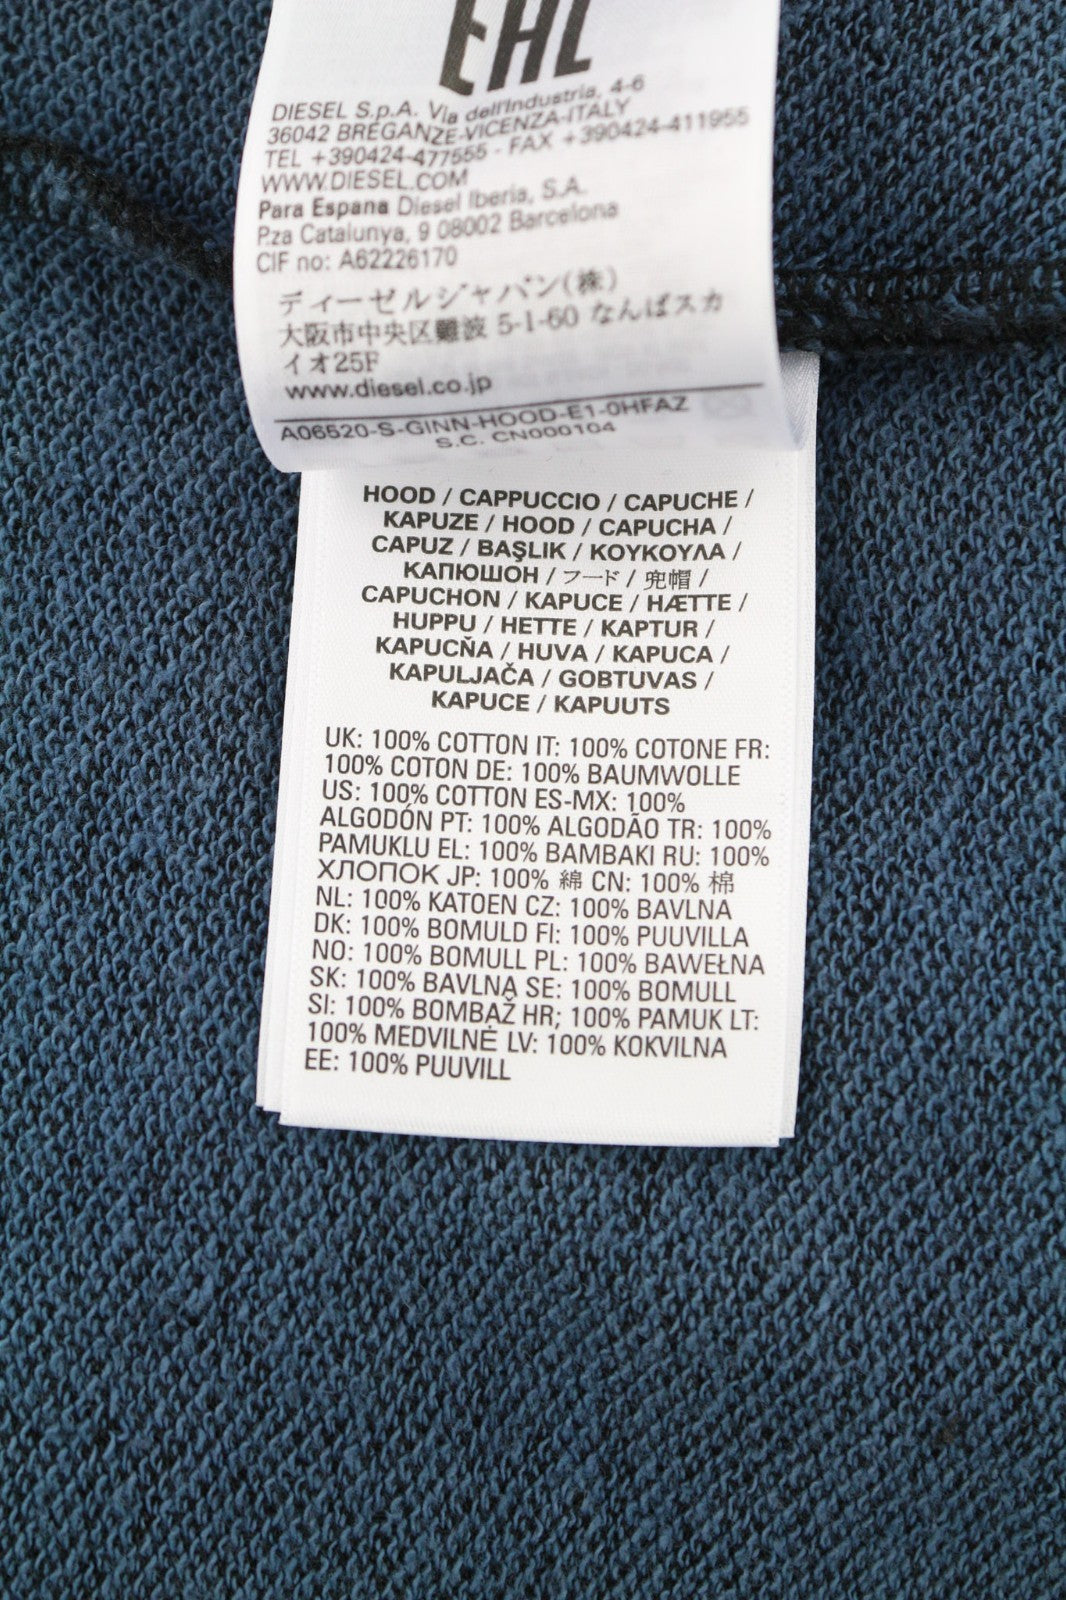 EAC
DIESEL S.p.A. Via dell'Industria, 4-6
36042 BREGANZE-VICENZA-ITALY
TEL +390424-477555 - FAX +390424-411955
WWW.DIESEL.COM
Para Espana Diesel Iberia, S.A.
P.za Catalunya, 9 08002 Barcelona
CIF no: A62226170
ディーゼルジャパン(株)
大阪市中央区難波 5-1-60 なんばスカ
イオ25F
www.diesel.co.jp
A06520-S-GINN-HOOD-E1-0HFAZ
S.C. CN000104
HOOD / CAPPUCCIO / CAPUCHE /
KAPUZE / HOOD / CAPUCHA /
CAPUZ / BAŞLIK / ΚΟΥΚΟΥΛΑ /
КАПЮШОН / フード / 兜帽 /
CAPUCHON / KAPUCE / HÆTTE /
HUPPU / HETTE / KAPTUR /
KAPUCŇA / HUVA / KAPUCA /
KAPULJAČA / GOBTUVAS /
KAPUCE / KAPUUTS
UK: 100% COTTON IT: 100% COTONE FR:
100% COTON DE: 100% BAUMWOLLE
US: 100% COTTON ES-MX: 100%
ALGODÓN PT: 100% ALGODÃO TR: 100%
PAMUKLU EL: 100% ΒΑΜΒΑΚΙ RU: 100%
ХЛОПОК JP: 100% 綿 CN: 100% 棉
NL: 100% KATOEN CZ: 100% BAVLNA
DK: 100% BOMULD FI: 100% PUUVILLA
NO: 100% BOMULL PL: 100% BAWEŁNA
SK: 100% BAVLNA SE: 100% BOMULL
SI: 100% BOMBAŽ HR; 100% PAMUK LT:
100% MEDVILNĖ LV: 100% KOKVILNA
EE: 100% PUUVILL